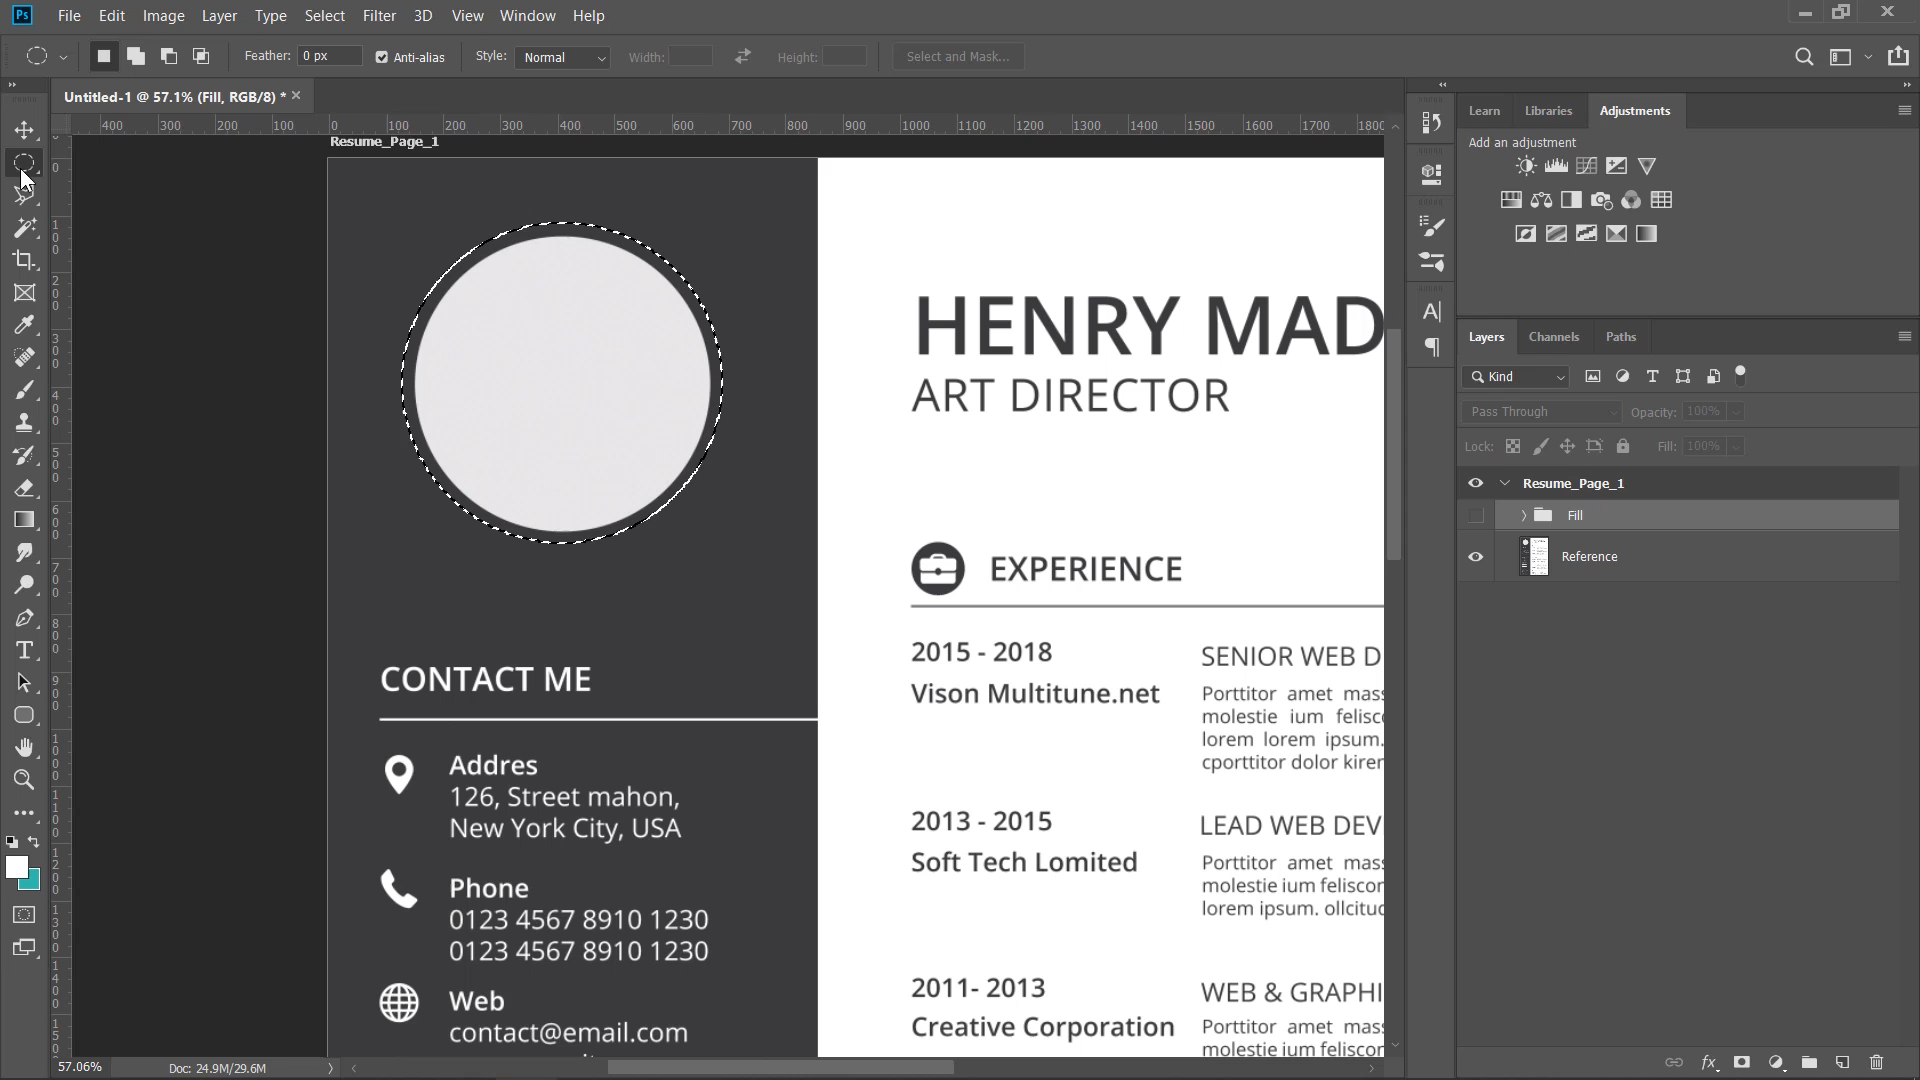 Ps File Edit Image Layer Type Select Filter 3D View Window Help
Feather: 0 px Anti-alias Style: Normal Width: Height: Select and Mask...
Untitled-1 @ 57.1% (Fill, RGB/8) *
400 300 200 100 0 100 200 300 400 500 600 700 800 900 1000 1100 1200 1300 1400 1500 1600 1700 1800
Resume_Page_1
HENRY MAD
ART DIRECTOR
EXPERIENCE
2015 - 2018
SENIOR WEB D
Vison Multitune.net
Porttitor amet mass
molestie ium felisco
lorem lorem ipsum.
cporttitor dolor kiren
2013 - 2015
LEAD WEB DEV
Soft Tech Lomited
Porttitor amet mass
molestie ium feliscor
lorem ipsum. ollcitud
2011- 2013
WEB & GRAPHI
Creative Corporation
Porttitor amet mass
molestie ium feliscor
CONTACT ME
Addres
126, Street mahon,
New York City, USA
Phone
0123 4567 8910 1230
0123 4567 8910 1230
Web
contact@email.com
57.06% Doc: 24.9M/29.6M
Learn Libraries Adjustments
Add an adjustment
Layers Channels Paths
Kind
Pass Through Opacity: 100%
Lock: Fill: 100%
Resume_Page_1
Fill
Reference
fx